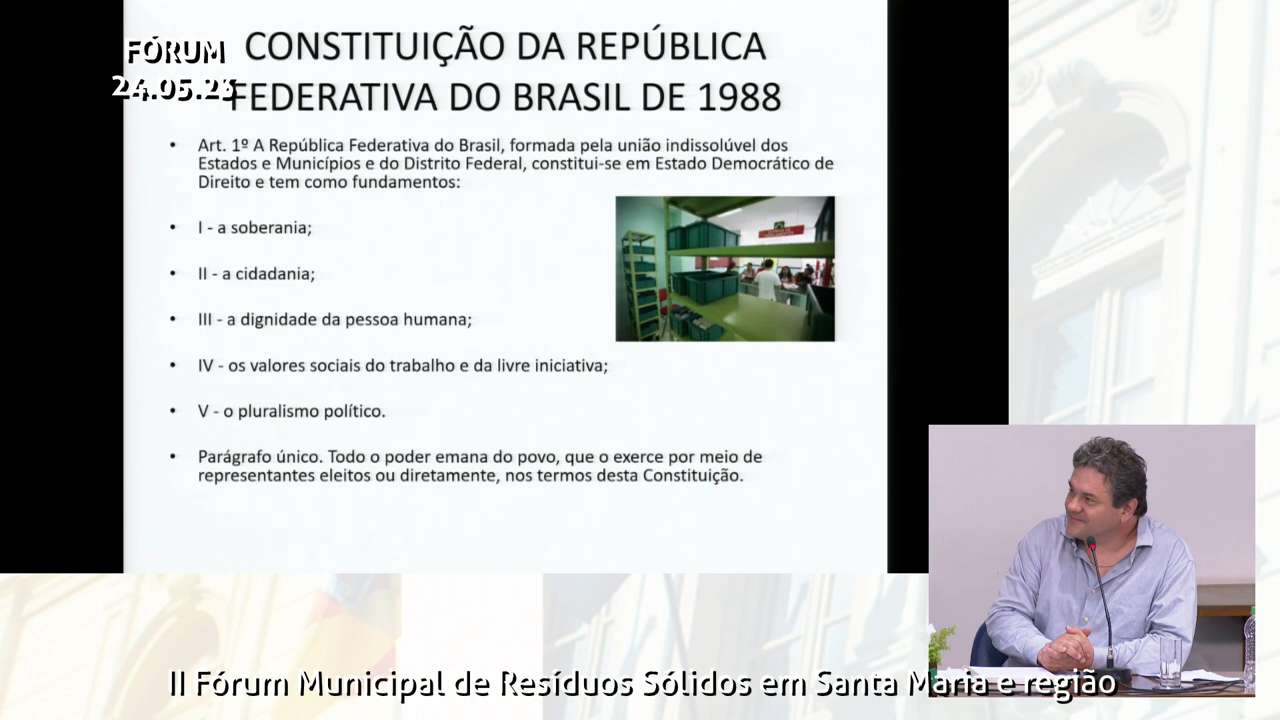 FÓRUM
24.05.23
CONSTITUIÇÃO DA REPÚBLICA
FEDERATIVA DO BRASIL DE 1988
• Art. 1º A República Federativa do Brasil, formada pela união indissolúvel dos
Estados e Municípios e do Distrito Federal, constitui-se em Estado Democrático de
Direito e tem como fundamentos:
• I - a soberania;
• II - a cidadania;
• III - a dignidade da pessoa humana;
• IV - os valores sociais do trabalho e da livre iniciativa;
• V - o pluralismo político.
• Parágrafo único. Todo o poder emana do povo, que o exerce por meio de
representantes eleitos ou diretamente, nos termos desta Constituição.
II Fórum Municipal de Resíduos Sólidos em Santa Maria e região